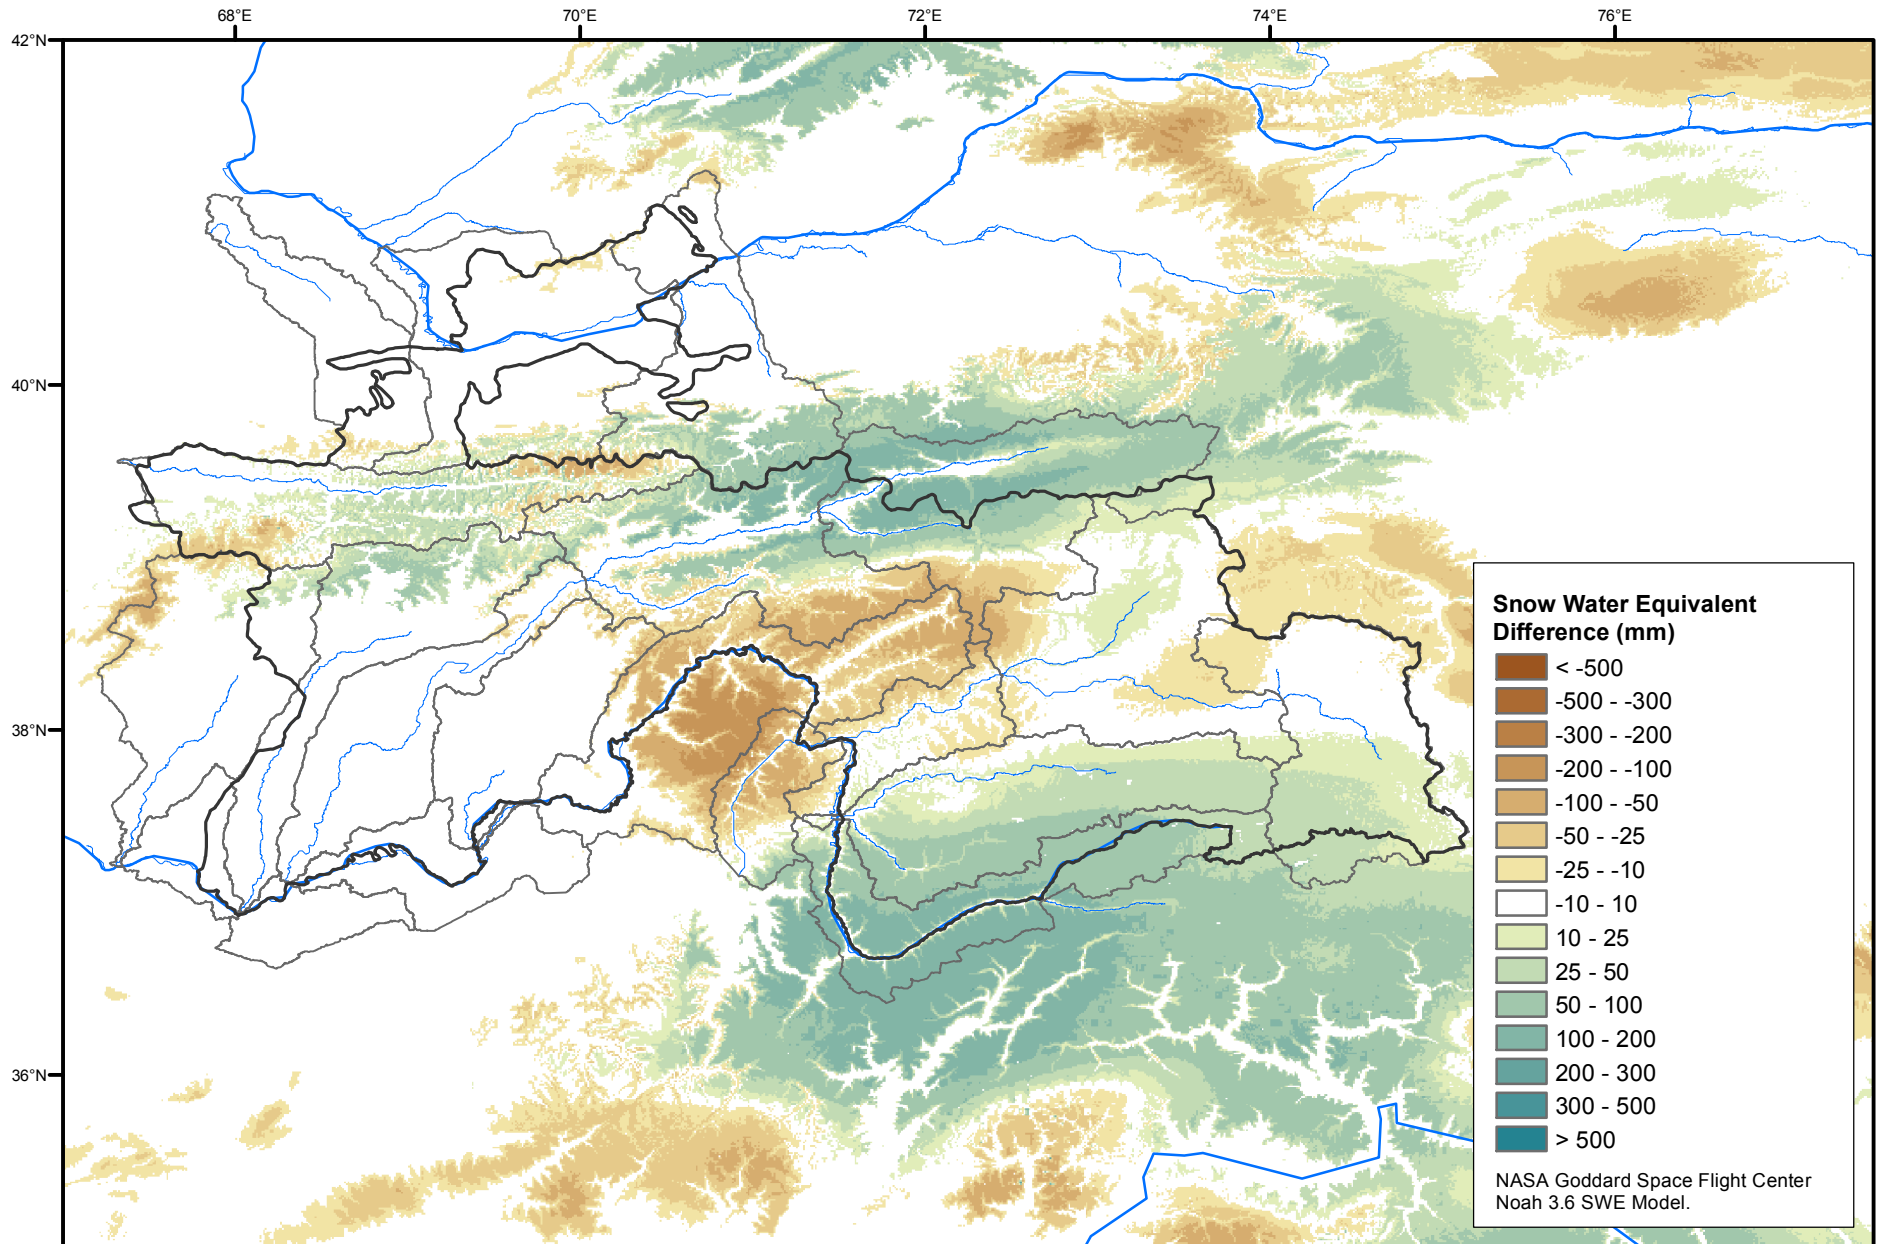 68°E 70°E 72°E 74°E 76°E
42°N
40°N
38°N
36°N
Snow Water Equivalent
Difference (mm)
< -500
-500 - -300
-300 - -200
-200 - -100
-100 - -50
-50 - -25
-25 - -10
-10 - 10
10 - 25
25 - 50
50 - 100
100 - 200
200 - 300
300 - 500
> 500
NASA Goddard Space Flight Center
Noah 3.6 SWE Model.